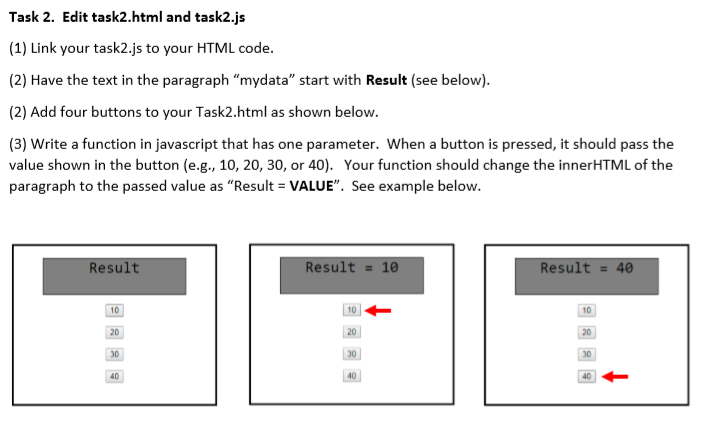 Task 2. Edit task2.html and task2.js
(1) Link your task2.js to your HTML code.
(2) Have the text in the paragraph “mydata” start with Result (see below).
(2) Add four buttons to your Task2.html as shown below.
(3) Write a function in javascript that has one parameter. When a button is pressed, it should pass the
value shown in the button (e.g., 10, 20, 30, or 40). Your function should change the innerHTML of the
paragraph to the passed value as “Result = VALUE”. See example below.
Result
10
20
30
40
Result = 10
10
20
30
40
Result = 40
10
20
30
40